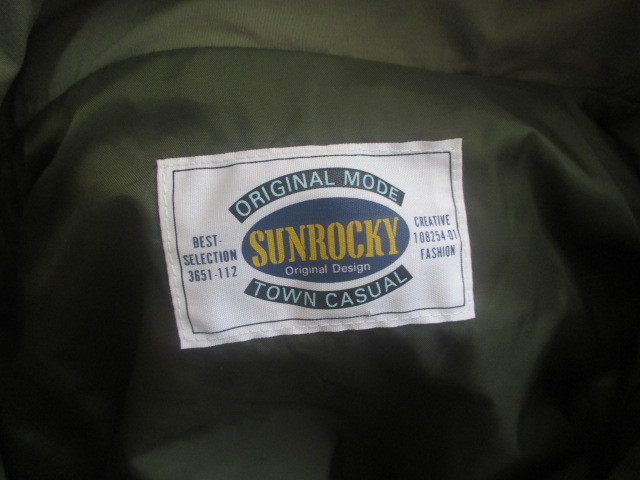 ORIGINAL MODE
BEST-
SELECTION
3651-112
SUNROCKY
Original Design
CREATIVE
108254-01
FASHION
TOWN CASUAL